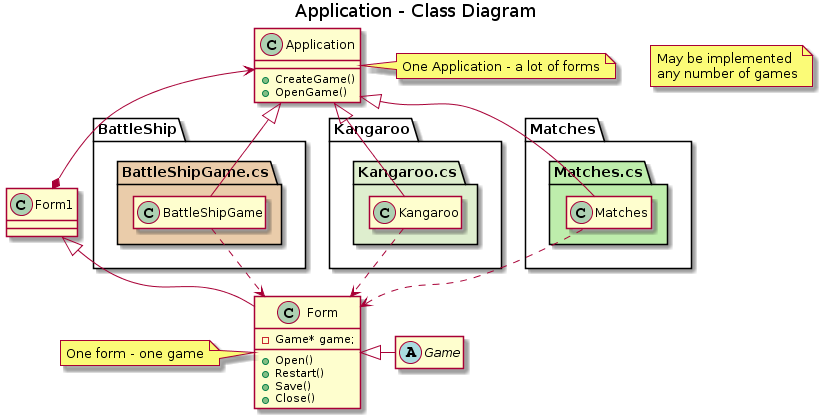 Application - Class Diagram
C Application
CreateGame()
OpenGame()
One Application - a lot of forms
May be implemented
any number of games
BattleShip
BattleShipGame.cs
C BattleShipGame
Kangaroo
Kangaroo.cs
C Kangaroo
Matches
Matches.cs
C Matches
C Form1
C Form
Game* game;
Open()
Restart()
Save()
Close()
One form - one game
A Game